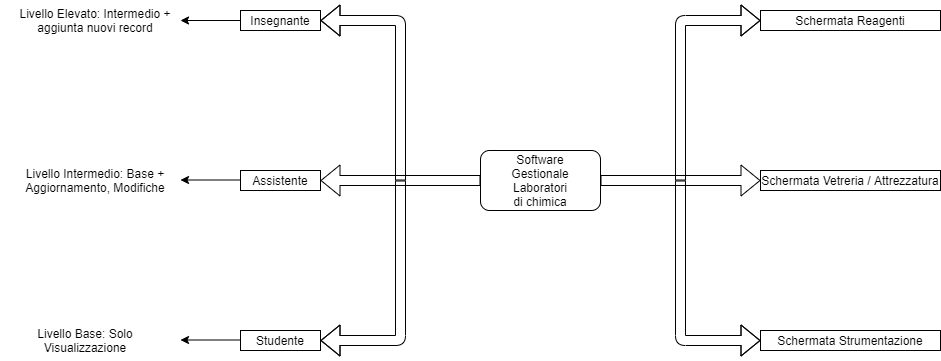 Livello Elevato: Intermedio +
aggiunta nuovi record
Insegnante
Schermata Reagenti
Livello Intermedio: Base +
Aggiornamento, Modifiche
Assistente
Software
Gestionale
Laboratori
di chimica
Schermata Vetreria / Attrezzatura
Livello Base: Solo
Visualizzazione
Studente
Schermata Strumentazione